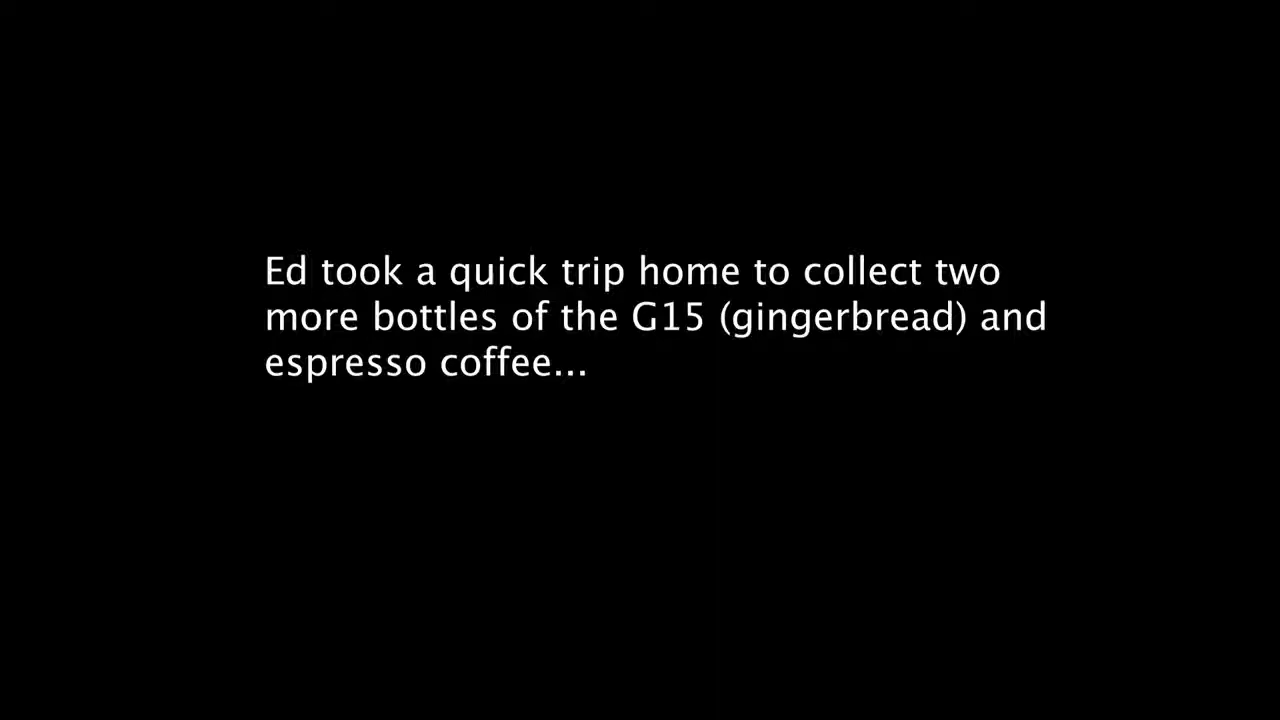 Ed took a quick trip home to collect two
more bottles of the G15 (gingerbread) and
espresso coffee...